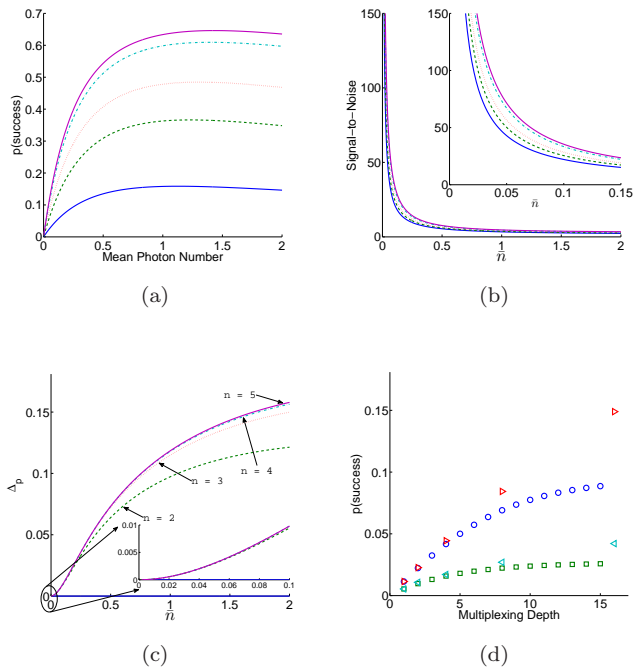 p(success)
0.7
0.6
0.5
0.4
0.3
0.2
0.1
0
0 0.5 1 1.5 2
Mean Photon Number
(a)
Signal-to-Noise
150
100
50
0
0 0.5 1 1.5 2
n̄
150
100
50
0
0 0.05 0.1 0.15
n̄
(b)
Δp
0.15
0.1
0.05
0
0 0.5 1 1.5 2
n̄
n = 5
n = 4
n = 3
n = 2
0.01
0.005
0
0 0.02 0.04 0.06 0.08 0.1
(c)
p(success)
0.15
0.1
0.05
0
0 5 10 15
Multiplexing Depth
(d)